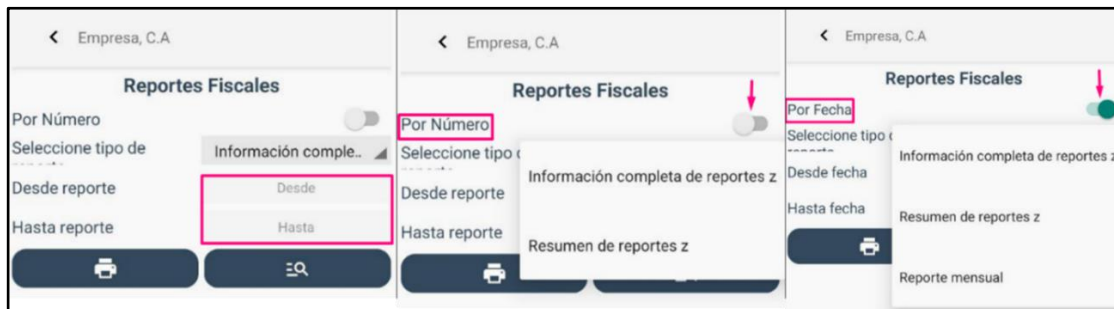 Empresa, C.A
Reportes Fiscales
Por Número
Seleccione tipo de
Información comple..
Desde reporte
Desde
Hasta reporte
Hasta
Empresa, C.A
Reportes Fiscales
Por Número
Seleccione tipo
Información completa de reportes z
Desde reporte
Resumen de reportes z
Hasta reporte
Empresa, C.A
Reportes Fiscales
Por Fecha
Seleccione tipo
Información completa de reportes z
Desde fecha
Resumen de reportes z
Hasta fecha
Reporte mensual